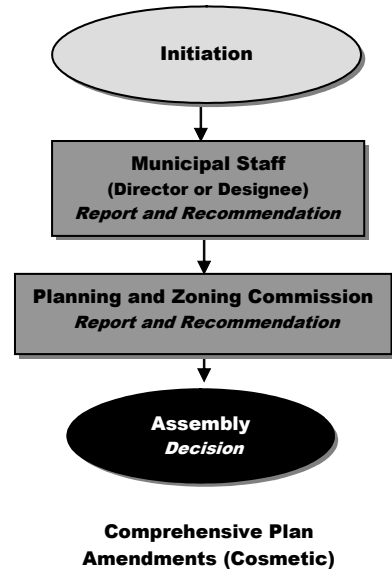 Initiation
Municipal Staff
(Director or Designee)
Report and Recommendation
Planning and Zoning Commission
Report and Recommendation
Assembly
Decision
Comprehensive Plan
Amendments (Cosmetic)